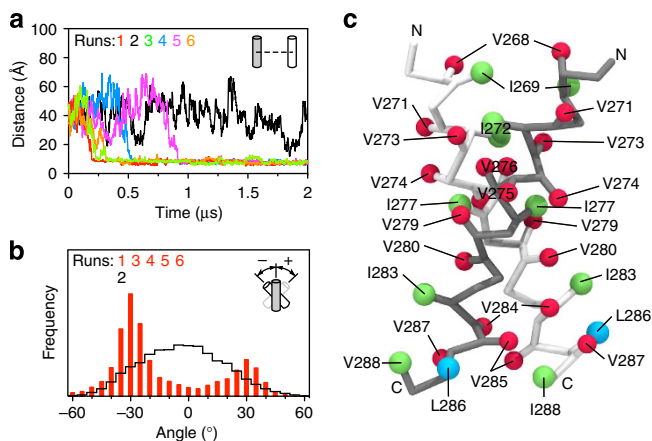 a
Runs: 1 2 3 4 5 6
Distance (Å)
100
80
60
40
20
0
0 0.5 1 1.5 2
Time (µs)
b
Runs: 1 3 4 5 6
2
− +
Frequency
−60 −30 0 30 60
Angle (°)
c
N
V268
N
I269
V271
I272
V271
V273
V273
V276
V274
V275
V274
I277
I277
V279
V279
V280
V280
I283
I283
V284
L286
V287
V287
V288
C
V285
C
L286
I288